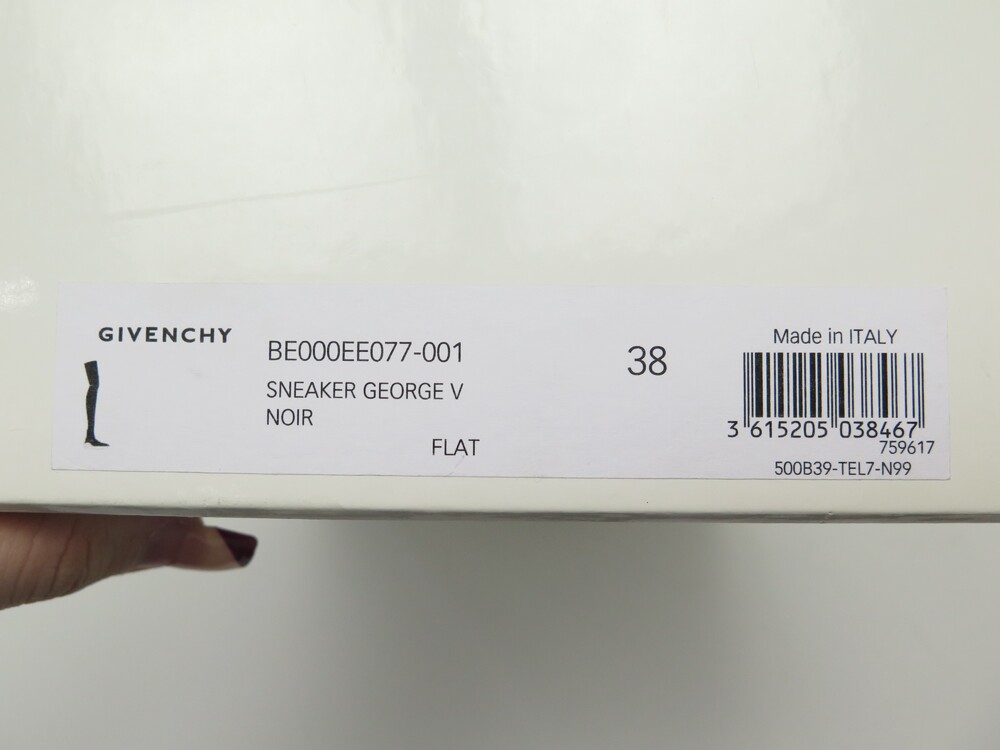 GIVENCHY
BE000EE077-001
SNEAKER GEORGE V
NOIR
FLAT
38
Made in ITALY
3 615205 038467
759617
500B39-TEL7-N99